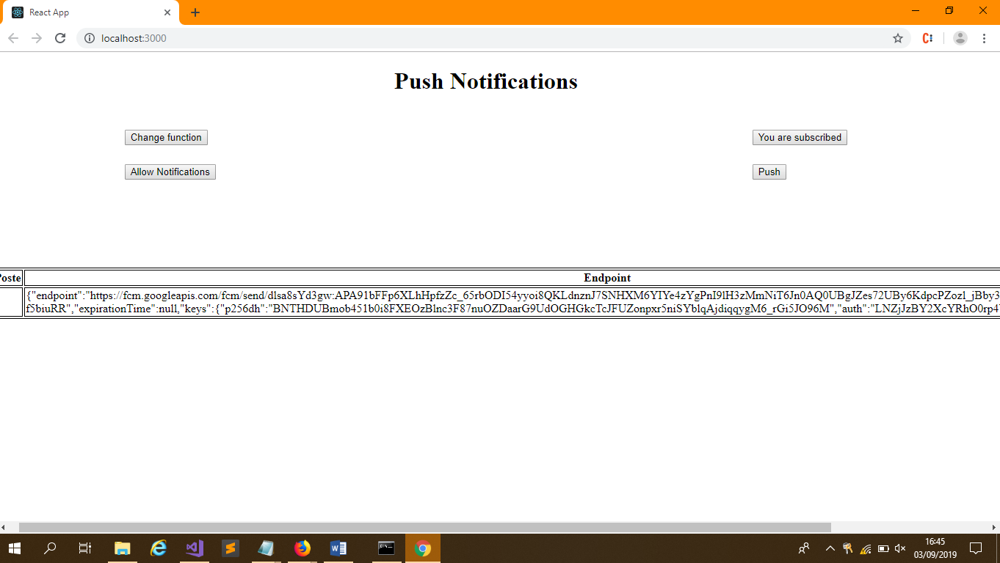 React App
localhost:3000
Push Notifications
Change function
You are subscribed
Allow Notifications
Push
Poste
Endpoint
{"endpoint":"https://fcm.googleapis.com/fcm/send/dlsa8sYd3gw:APA91bFFp6XLhHpfzZc_65rbODI54yyoi8QKLdnznJ7SNHXM6YIYe4zYgPnI9lH3zMmNiT6Jn0AQ0UBgJZes72UBy6KdpcPZozl_jBby3
f5biuRR","expirationTime":null,"keys":{"p256dh":"BNTHDUBmob451b0i8FXEOzBlnc3F87nuOZDaarG9UdOGHGkcTcJFUZonpxr5niSYblqAjdiqqygM6_rGi5JO96M","auth":"LNZjJzBY2XcYRhO0rp4
16:45
03/09/2019